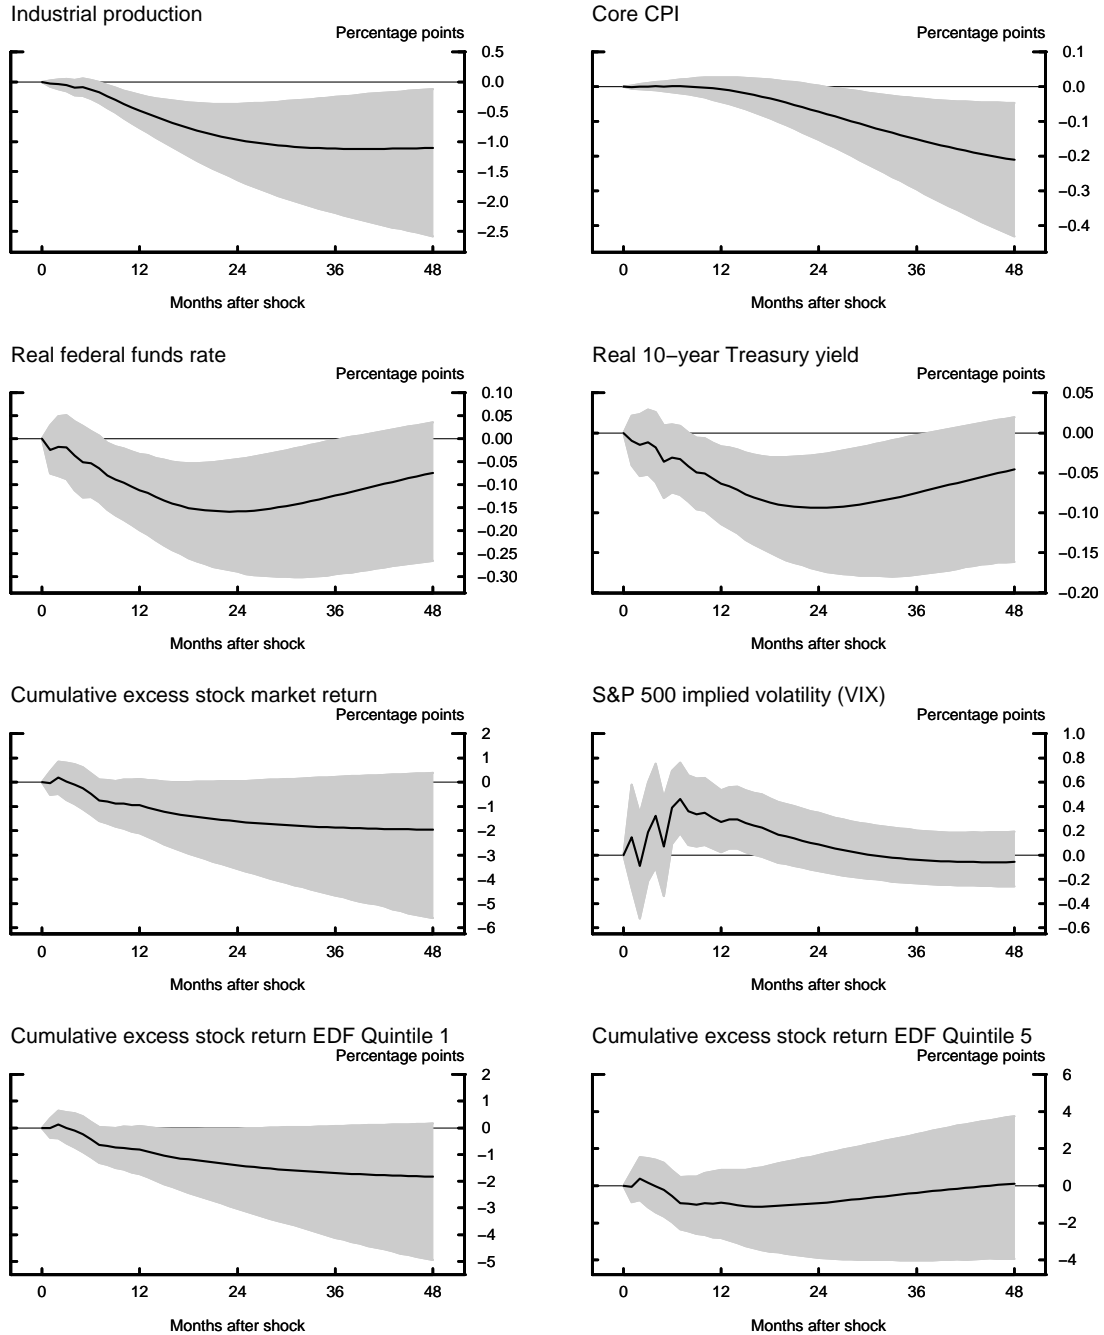 Industrial production
Percentage points
0.5
0.0
−0.5
−1.0
−1.5
−2.0
−2.5
0 12 24 36 48
Months after shock
Core CPI
Percentage points
0.1
0.0
−0.1
−0.2
−0.3
−0.4
0 12 24 36 48
Months after shock
Real federal funds rate
Percentage points
0.10
0.05
0.00
−0.05
−0.10
−0.15
−0.20
−0.25
−0.30
0 12 24 36 48
Months after shock
Real 10−year Treasury yield
Percentage points
0.05
0.00
−0.05
−0.10
−0.15
−0.20
0 12 24 36 48
Months after shock
Cumulative excess stock market return
Percentage points
2
1
0
−1
−2
−3
−4
−5
−6
0 12 24 36 48
Months after shock
S&P 500 implied volatility (VIX)
Percentage points
1.0
0.8
0.6
0.4
0.2
0.0
−0.2
−0.4
−0.6
0 12 24 36 48
Months after shock
Cumulative excess stock return EDF Quintile 1
Percentage points
2
1
0
−1
−2
−3
−4
−5
0 12 24 36 48
Months after shock
Cumulative excess stock return EDF Quintile 5
Percentage points
6
4
2
0
−2
−4
0 12 24 36 48
Months after shock